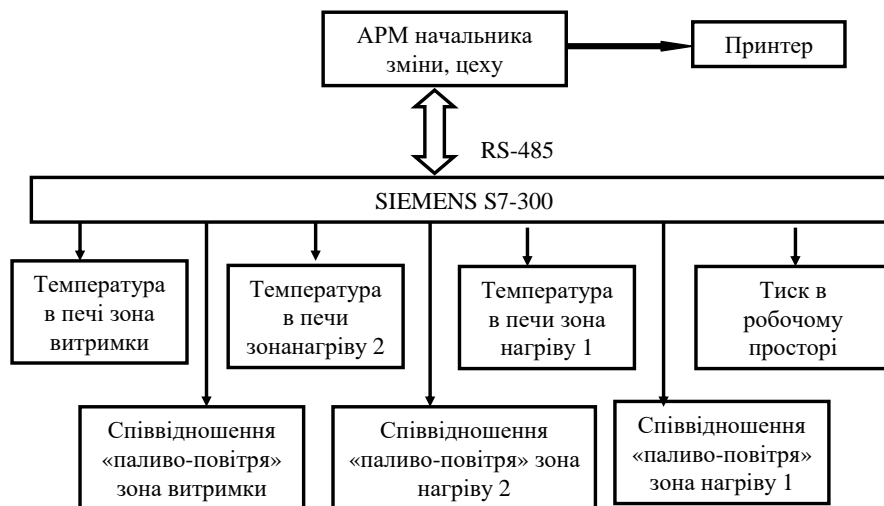 АРМ начальника
зміни, цеху
Принтер
RS-485
SIEMENS S7-300
Температура
в печі зона
витримки
Температура
в печи
зонанагріву 2
Температура
в печи зона
нагріву 1
Тиск в
робочому
просторі
Співвідношення
«паливо-повітря»
зона витримки
Співвідношення
«паливо-повітря» зона
нагріву 2
Співвідношення
«паливо-повітря»
зона нагріву 1